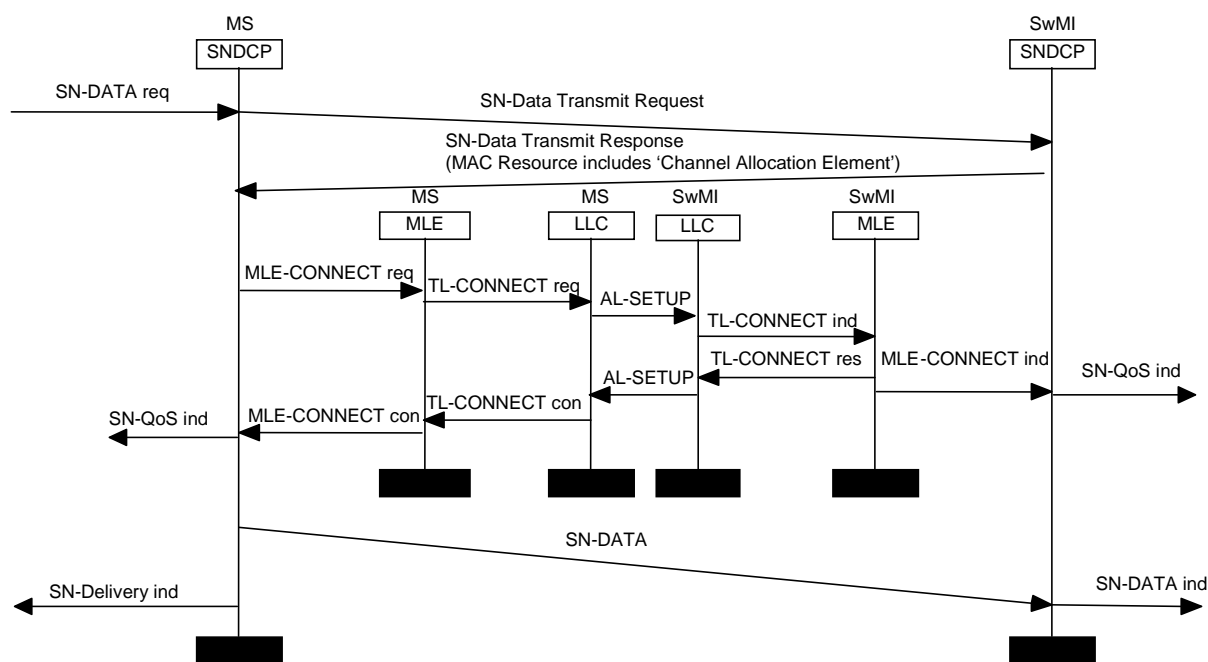 MS
SwMI
SNDCP
SNDCP
SN-DATA req
SN-Data Transmit Request
SN-Data Transmit Response
(MAC Resource includes ‘Channel Allocation Element’)
MS
MS
SwMI
SwMI
MLE
LLC
LLC
MLE
MLE-CONNECT req
TL-CONNECT req
AL-SETUP
TL-CONNECT ind
TL-CONNECT res
MLE-CONNECT ind
SN-QoS ind
AL-SETUP
TL-CONNECT con
MLE-CONNECT con
SN-QoS ind
SN-DATA
SN-Delivery ind
SN-DATA ind